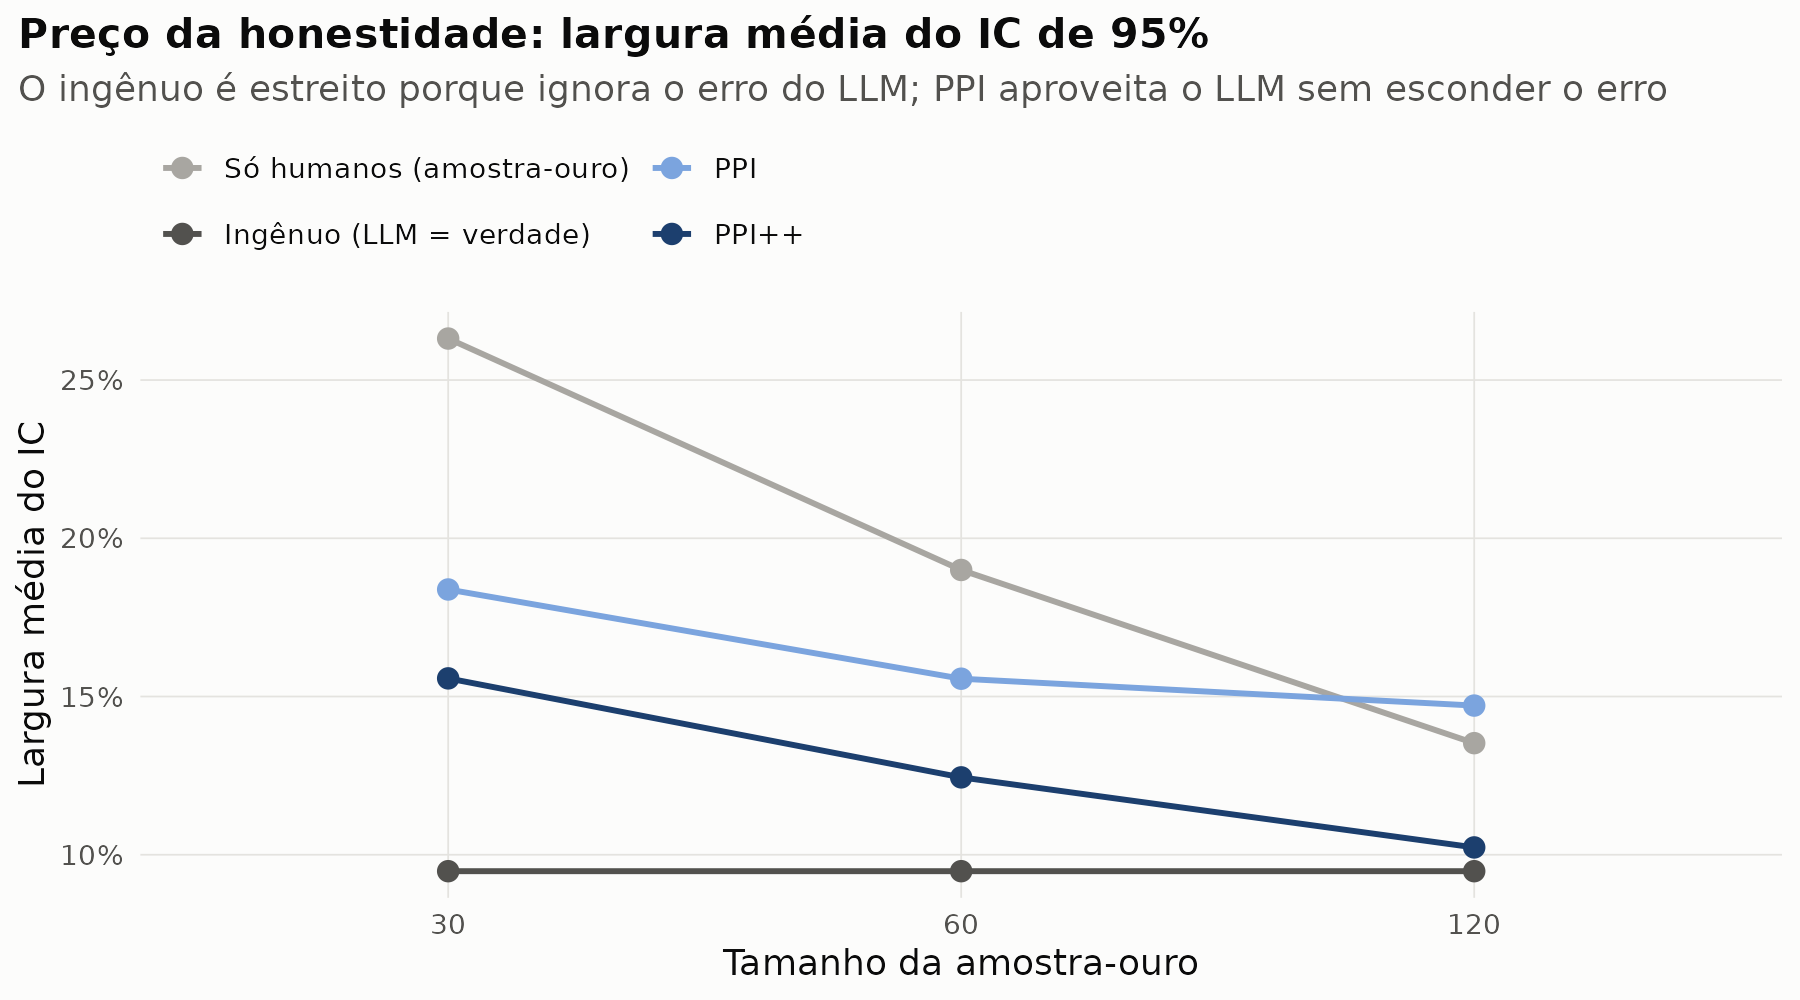 Preço da honestidade: largura média do IC de 95%
O ingênuo é estreito porque ignora o erro do LLM; PPI aproveita o LLM sem esconder o erro
Só humanos (amostra-ouro)
PPI
Ingênuo (LLM = verdade)
PPI++
Largura média do IC
25%
20%
15%
10%
30
60
120
Tamanho da amostra-ouro